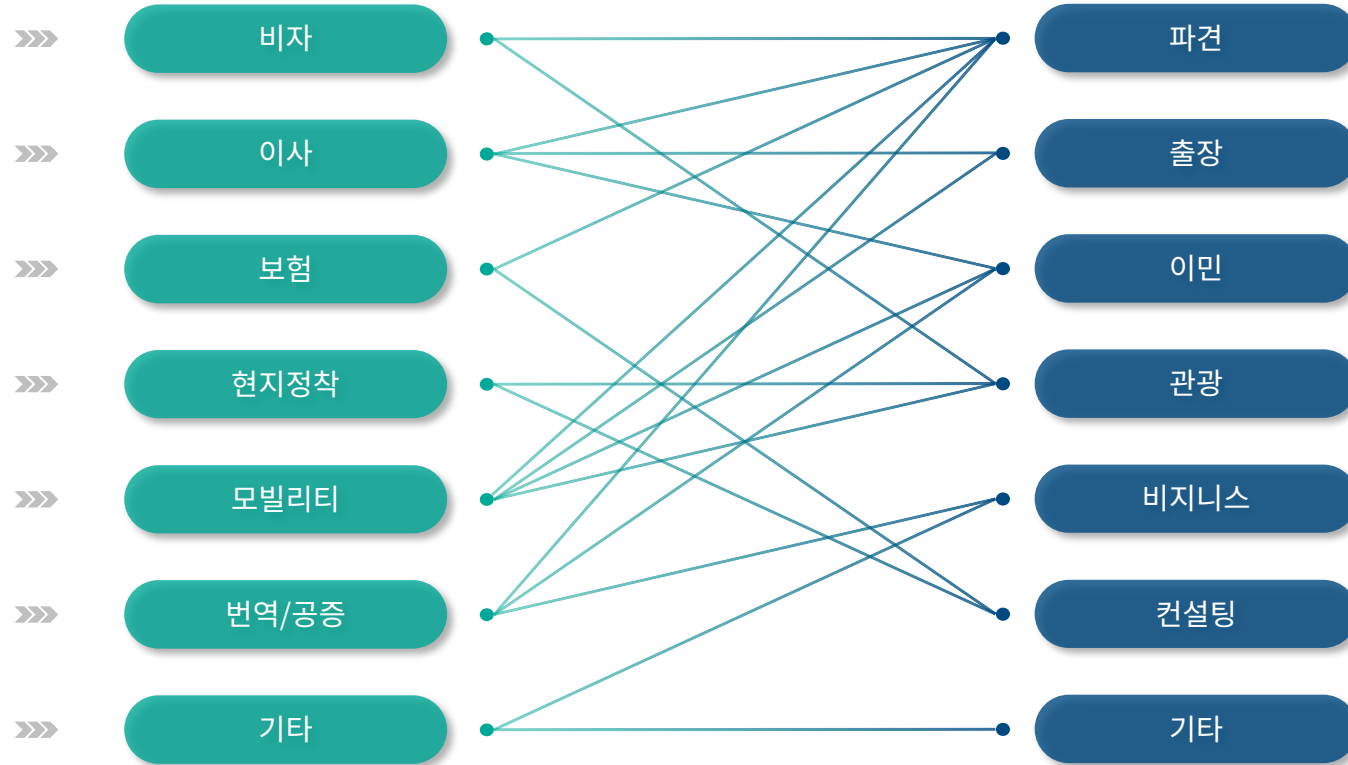 비자
파견
이사
출장
보험
이민
현지정착
관광
모빌리티
비지니스
번역/공증
컨설팅
기타
기타